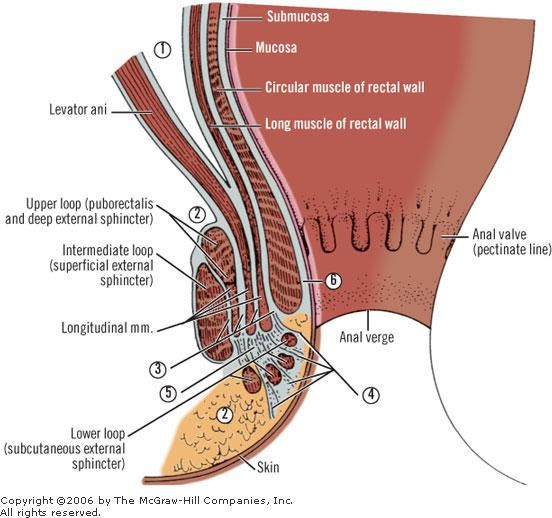 Submucosa
1
Mucosa
Circular muscle of rectal wall
Levator ani
Long muscle of rectal wall
Upper loop (puborectalis
and deep external sphincter)
2
Anal valve
(pectinate line)
Intermediate loop
(superficial external
sphincter)
6
Longitudinal mm.
Anal verge
3
5
4
2
Lower loop
(subcutaneous external
sphincter)
Skin
Copyright ©2006 by The McGraw-Hill Companies, Inc.
All rights reserved.